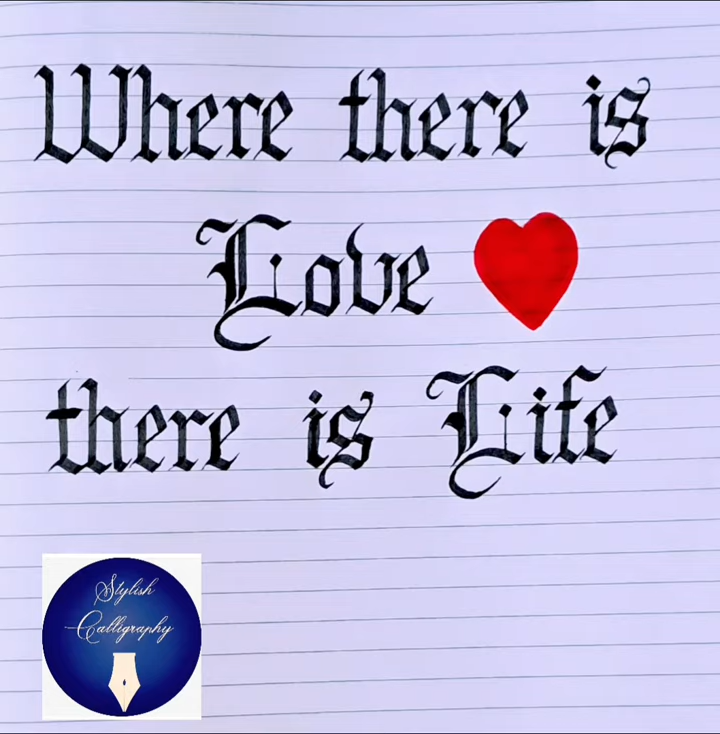 Where there is
Love
there is Life
Stylish
Calligraphy